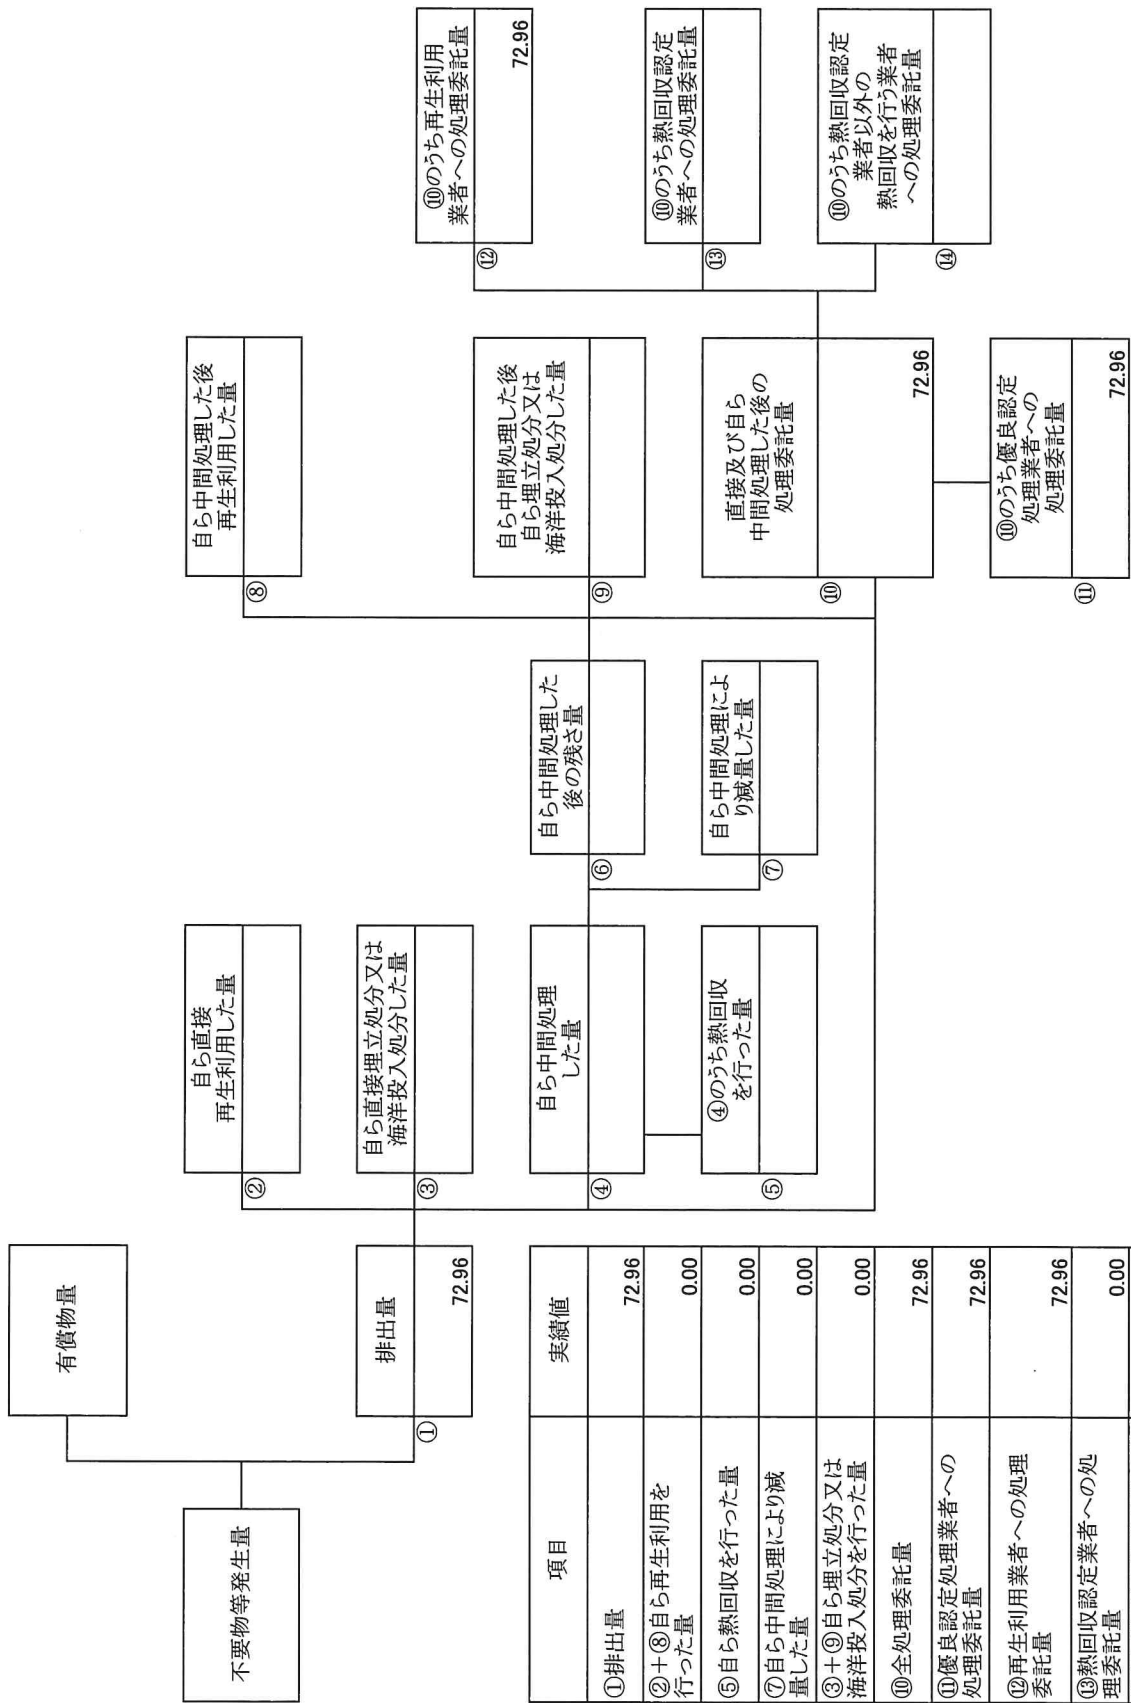 不要物等発生量
有償物量
①
排出量
72.96
②
自ら直接
再生利用した量
③
自ら直接埋立処分又は
海洋投入処分した量
④
自ら中間処理
した量
⑤
④のうち熱回収
を行った量
⑥
自ら中間処理した
後の残さ量
⑦
自ら中間処理によ
り減量した量
⑧
自ら中間処理した後
再生利用した量
⑨
自ら中間処理した後
自ら埋立処分又は
海洋投入処分した量
⑩
直接及び自ら
中間処理した後の
処理委託量
72.96
⑪
⑩のうち優良認定
処理業者への
処理委託量
72.96
⑫
⑩のうち再生利用
業者への処理委託量
72.96
⑬
⑩のうち熱回収認定
業者への処理委託量
⑭
⑩のうち熱回収認定
業者以外の
熱回収を行う業者
への処理委託量
項目 実績値
①排出量 72.96
②+⑧自ら再生利用を
行った量 0.00
⑤自ら熱回収を行った量 0.00
⑦自ら中間処理により減
量した量 0.00
③+⑨自ら埋立処分又は
海洋投入処分を行った量 0.00
⑩全処理委託量 72.96
⑪優良認定処理業者への
処理委託量 72.96
⑫再生利用業者への処理
委託量 72.96
⑬熱回収認定業者への処
理委託量 0.00